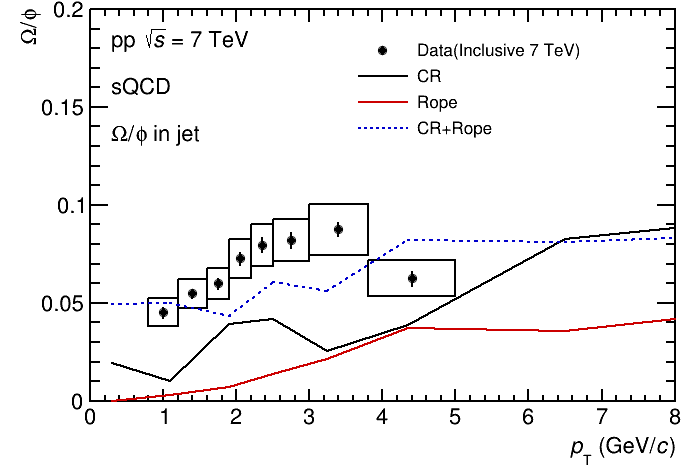 Ω/ϕ
0.2
0.15
0.1
0.05
0
pp √s = 7 TeV
sQCD
Ω/ϕ in jet
Data(Inclusive 7 TeV)
CR
Rope
CR+Rope
0 1 2 3 4 5 6 7 8
p_T (GeV/c)